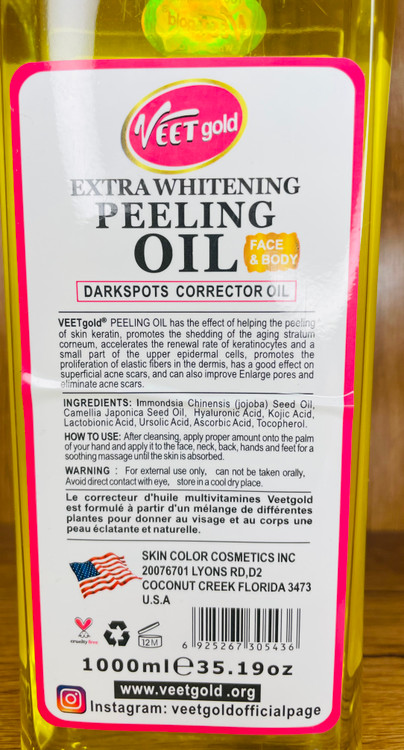 VEET gold
EXTRA WHITENING
PEELING
OIL
FACE
& BODY
DARKSPOTS CORRECTOR OIL
VEETgold® PEELING OIL has the effect of helping the peeling
of skin keratin, promotes the shedding of the aging stratum
corneum, accelerates the renewal rate of keratinocytes and a
small part of the upper epidermal cells, promotes the
proliferation of elastic fibers in the dermis, has a good effect on
superficial acne scars, and can also improve Enlarge pores and
eliminate acne scars.
INGREDIENTS: Immondsia Chinensis (jojoba) Seed Oil,
Camellia Japonica Seed Oil, Hyaluronic Acid, Kojic Acid,
Lactobionic Acid, Ursolic Acid, Ascorbic Acid, Tocopherol.
HOW TO USE: After cleansing, apply proper amount onto the palm
of your hand and apply it to the face, neck, back, hands and feet for a
soothing massage until the skin is absorbed.
WARNING : For external use only, can not be taken orally,
Avoid direct contact with eye, store in a cool dry place.
Le correcteur d'huile multivitamines Veetgold
est formulé à partir d'un mélange de différentes
plantes pour donner au visage et au corps une
peau éclatante et naturelle.
SKIN COLOR COSMETICS INC
20076701 LYONS RD,D2
COCONUT CREEK FLORIDA 3473
U.S.A
cruelty free
12M
6 925267 305436
1000ml℮35.19oz
www.veetgold .org
Instagram: veetgoldofficialpage